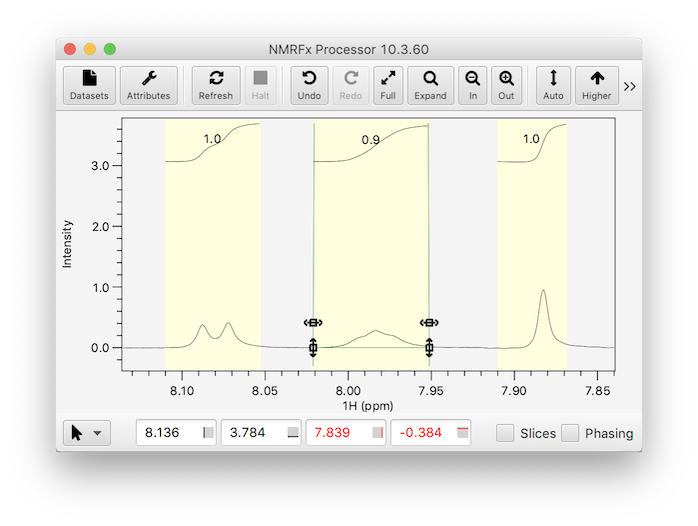 NMRFx Processor 10.3.60
Datasets Attributes Refresh Halt Undo Redo Full Expand In Out Auto Higher
1.0 0.9 1.0
3.0
2.0
1.0
0.0
Intensity
8.10 8.05 8.00 7.95 7.90 7.85
1H (ppm)
8.136 3.784 7.839 -0.384 Slices Phasing